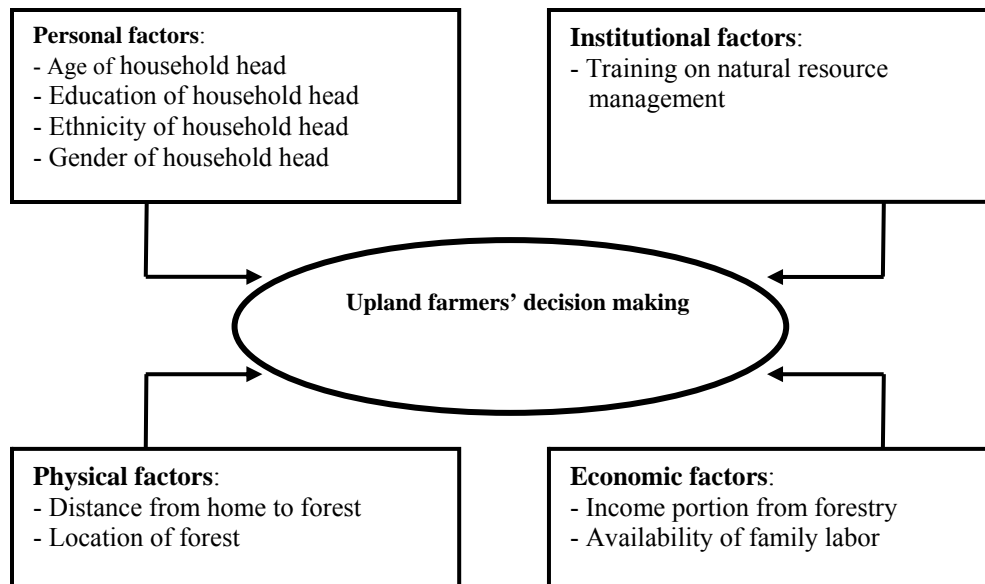 Personal factors:
- Age of household head
- Education of household head
- Ethnicity of household head
- Gender of household head
Institutional factors:
- Training on natural resource
management
Upland farmers’ decision making
Physical factors:
- Distance from home to forest
- Location of forest
Economic factors:
- Income portion from forestry
- Availability of family labor